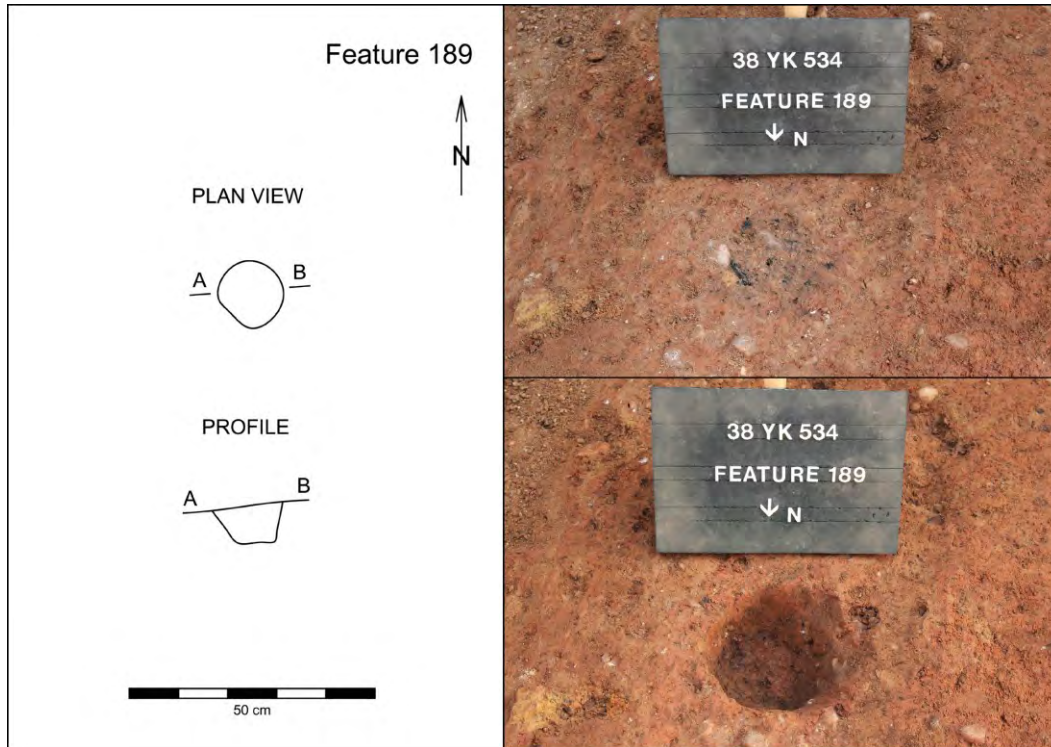 Feature 189
N
PLAN VIEW
A
B
PROFILE
A
B
50 cm
38 YK 534
FEATURE 189
N
38 YK 534
FEATURE 189
N